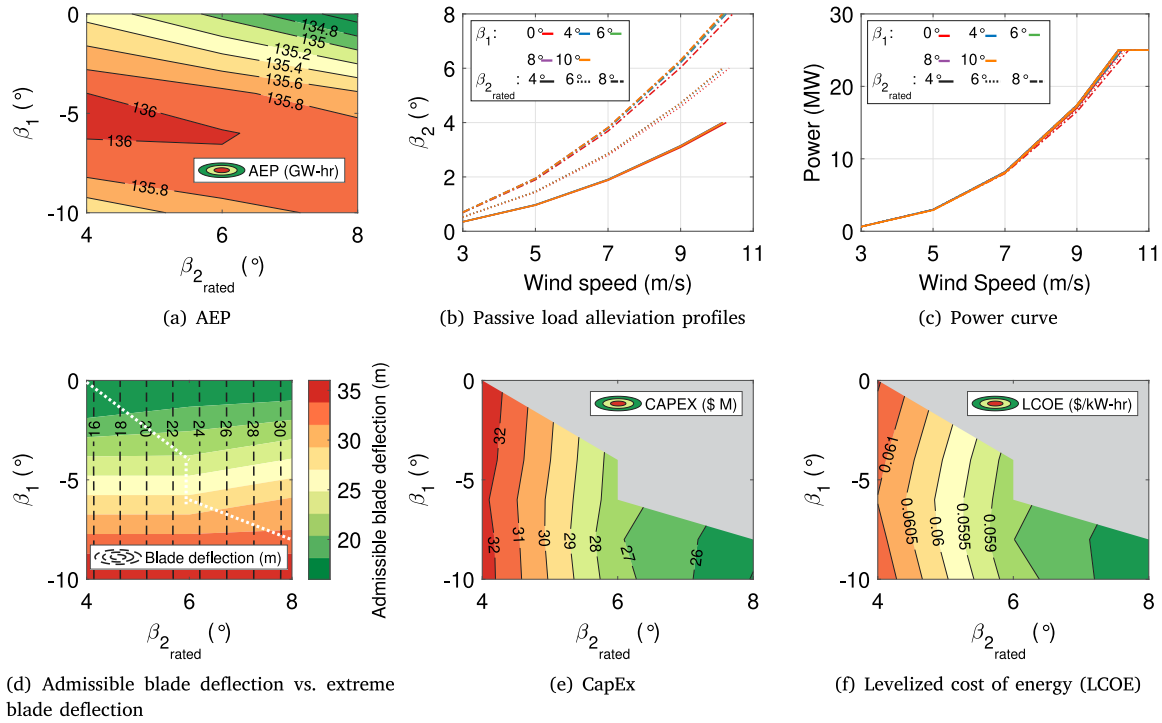 0
-5
-10
β1 (°)
134.8
135
135.2
135.4
135.6
135.8
136
136
135.8
AEP (GW-hr)
4 6 8
β2rated (°)
(a) AEP
8
6
4
2
0
β2 (°)
β1: 0° 4° 6°
8° 10°
β2rated: 4° 6° 8°
3 5 7 9 11
Wind speed (m/s)
(b) Passive load alleviation profiles
30
20
10
0
Power (MW)
β1: 0° 4° 6°
8° 10°
β2rated: 4° 6° 8°
3 5 7 9 11
Wind Speed (m/s)
(c) Power curve
0
-5
-10
β1 (°)
16 18 20 22 24 26 28 30
Blade deflection (m)
4 6 8
β2rated (°)
35
30
25
20
Admissible blade deflection (m)
(d) Admissible blade deflection vs. extreme
blade deflection
0
-5
-10
β1 (°)
CAPEX ($ M)
32
32 31 30 29 28 27 26
4 6 8
β2rated (°)
(e) CapEx
0
-5
-10
β1 (°)
LCOE ($/kW-hr)
0.061
0.0605 0.06 0.0595 0.059
4 6 8
β2rated (°)
(f) Levelized cost of energy (LCOE)